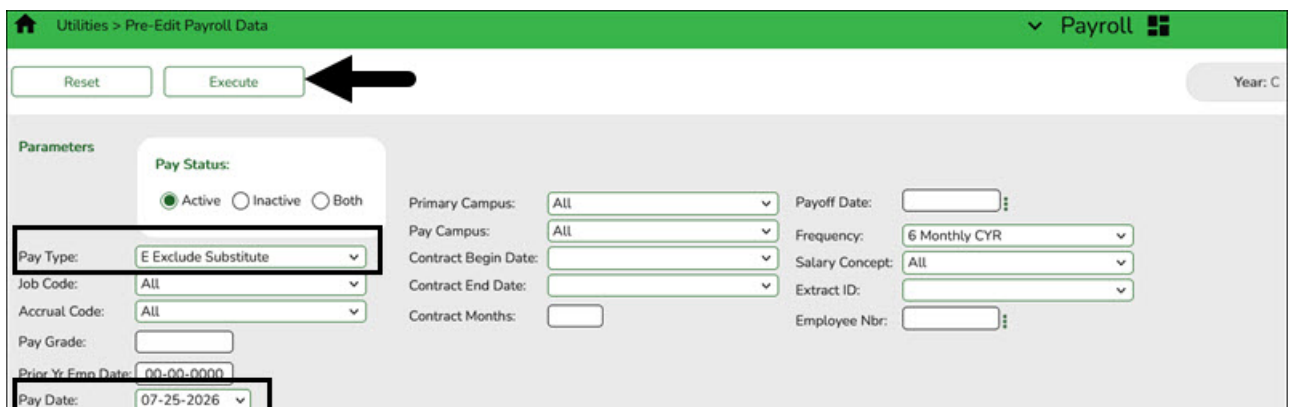 Utilities > Pre-Edit Payroll Data
Payroll
Reset
Execute
Year: C
Parameters
Pay Status:
Active
Inactive
Both
Primary Campus: All
Payoff Date:
Pay Campus: All
Frequency: 6 Monthly CYR
Pay Type: E Exclude Substitute
Contract Begin Date:
Salary Concept: All
Job Code: All
Contract End Date:
Extract ID:
Accrual Code: All
Contract Months:
Employee Nbr:
Pay Grade:
Prior Yr Emp Date: 00-00-0000
Pay Date: 07-25-2026